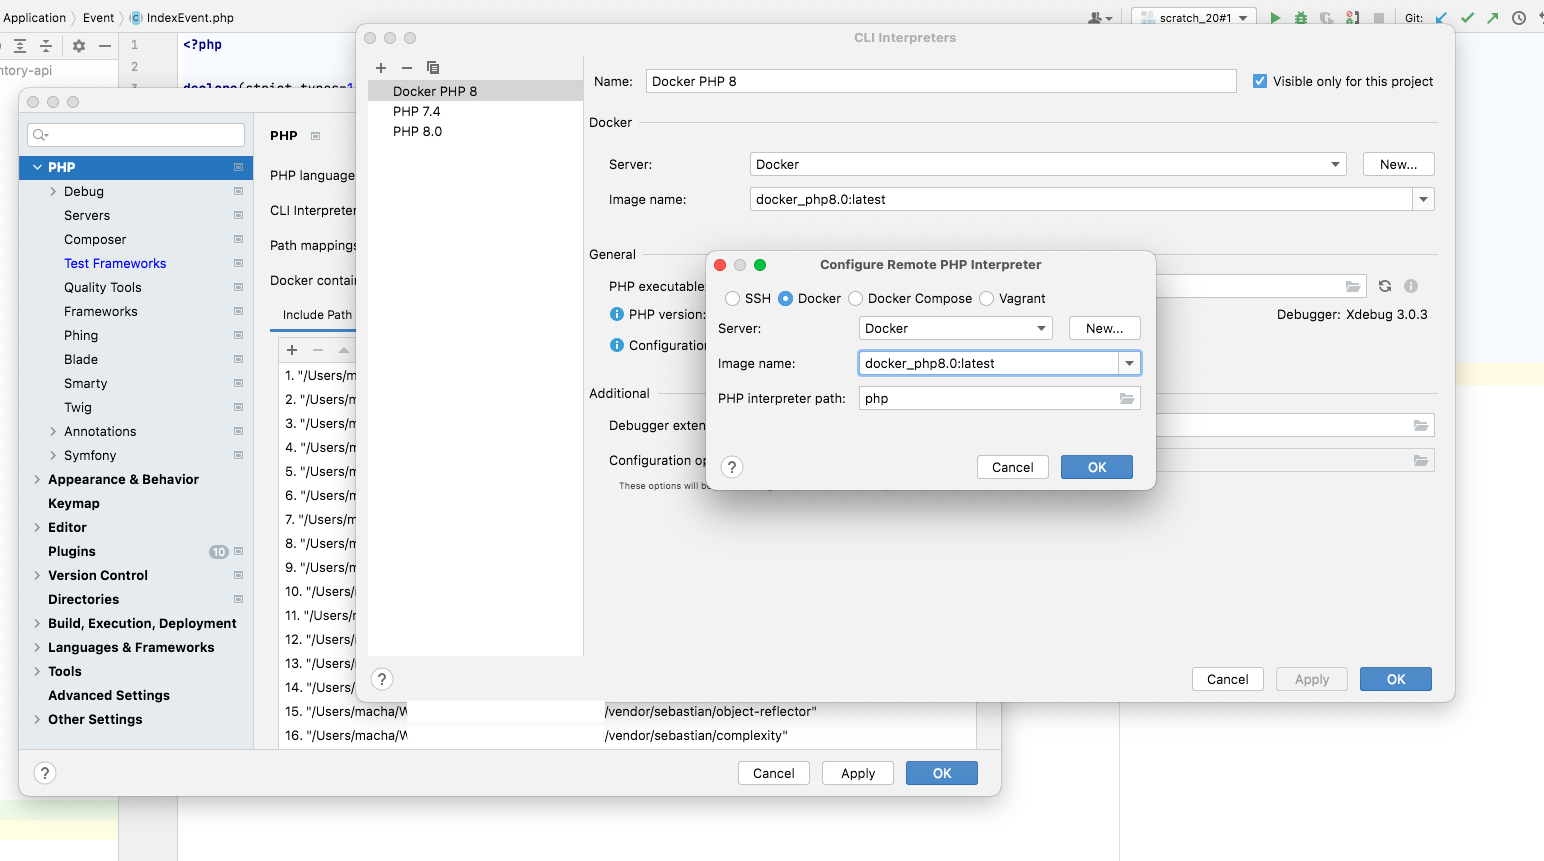 Application Event IndexEvent.php
scratch_20#1
Git:
ntory-api
1 <?php
2
CLI Interpreters
Docker PHP 8
PHP 7.4
PHP 8.0
Name: Docker PHP 8
Visible only for this project
Docker
Server: Docker
New...
Image name: docker_php8.0:latest
General
PHP executable
PHP version:
Debugger: Xdebug 3.0.3
Configuration
Additional
Debugger exten
Configuration op
These options will be
? Cancel Apply OK
Configure Remote PHP Interpreter
SSH Docker Docker Compose Vagrant
Server: Docker New...
Image name: docker_php8.0:latest
PHP interpreter path: php
? Cancel OK
PHP
Debug
Servers
Composer
Test Frameworks
Quality Tools
Frameworks
Phing
Blade
Smarty
Twig
Annotations
Symfony
Appearance & Behavior
Keymap
Editor
Plugins 10
Version Control
Directories
Build, Execution, Deployment
Languages & Frameworks
Tools
Advanced Settings
Other Settings
PHP
PHP language
CLI Interpreter
Path mappings
Docker contain
Include Path
1. "/Users/m
2. "/Users/m
3. "/Users/m
4. "/Users/m
5. "/Users/m
6. "/Users/m
7. "/Users/m
8. "/Users/m
9. "/Users/m
10. "/Users/
11. "/Users/r
12. "/Users/
13. "/Users/
14. "/Users/
15. "/Users/macha/W /vendor/sebastian/object-reflector"
16. "/Users/macha/W /vendor/sebastian/complexity"
? Cancel Apply OK